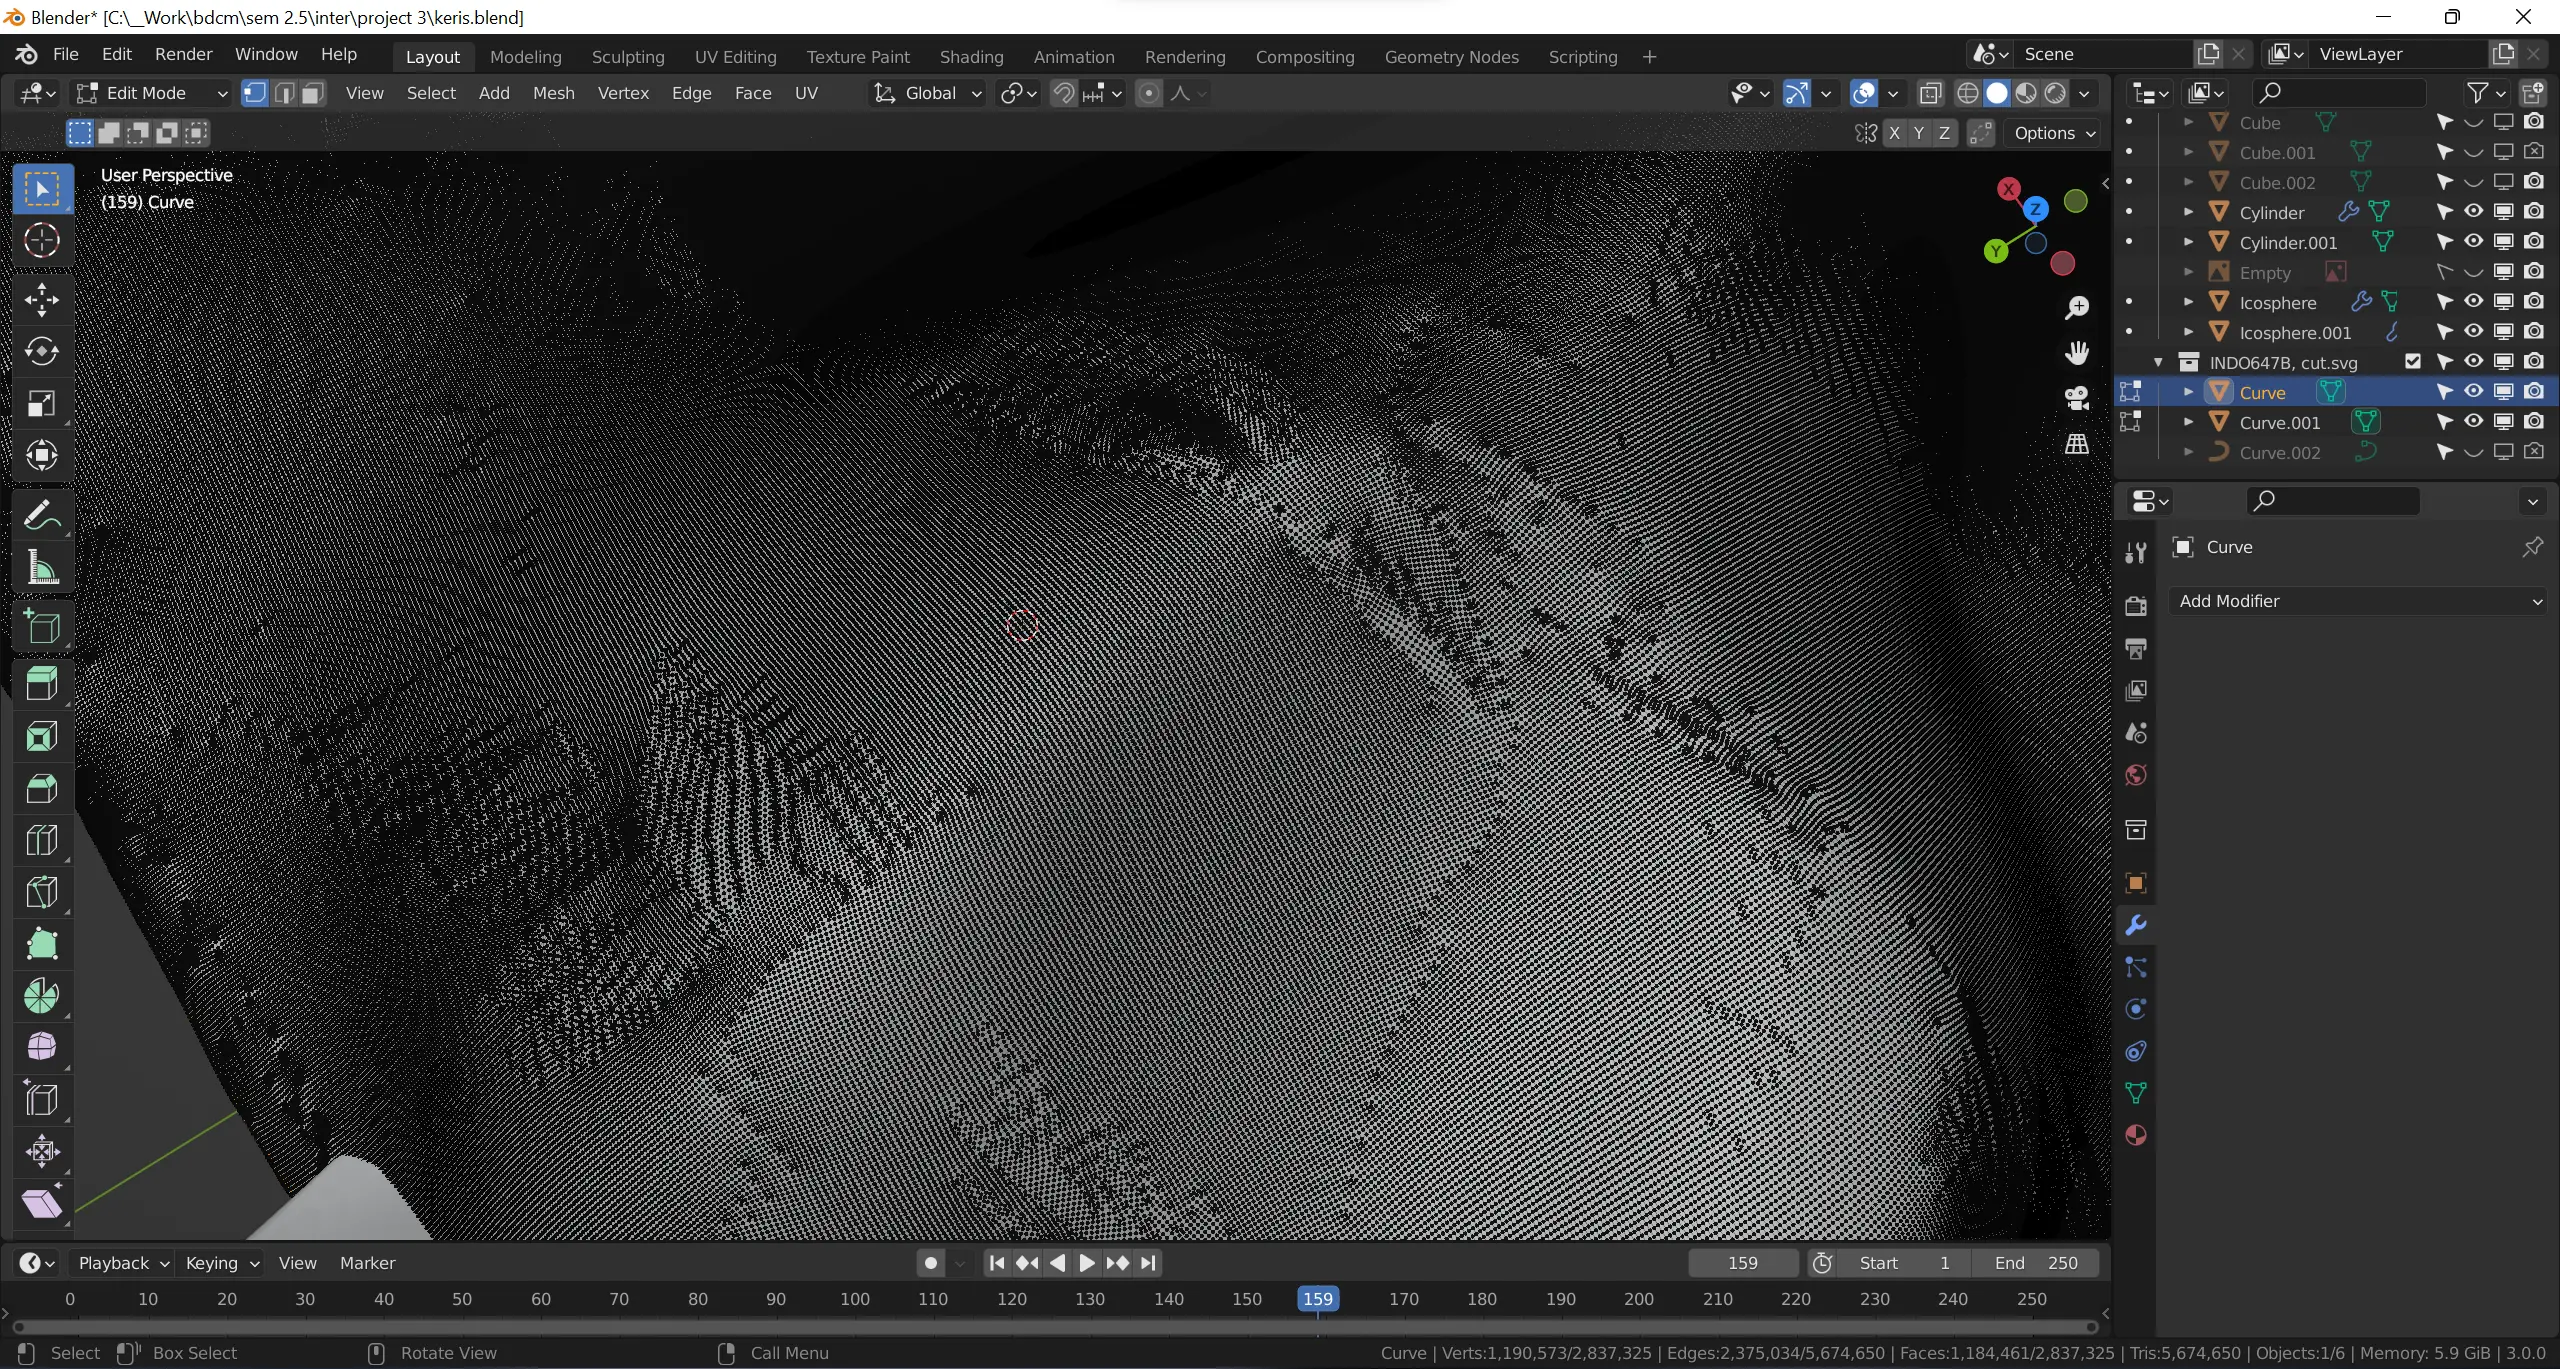 Blender* [C:\__Work\bdcm\sem 2.5\inter\project 3\keris.blend]
File Edit Render Window Help Layout Modeling Sculpting UV Editing Texture Paint Shading Animation Rendering Compositing Geometry Nodes Scripting + Scene ViewLayer
Edit Mode View Select Add Mesh Vertex Edge Face UV Global
X Y Z Options
User Perspective
(159) Curve
X
Z
Y
Cube
Cube.001
Cube.002
Cylinder
Cylinder.001
Empty
Icosphere
Icosphere.001
INDO647B, cut.svg
Curve
Curve.001
Curve.002
Curve
Add Modifier
Playback Keying View Marker 159 Start 1 End 250
0 10 20 30 40 50 60 70 80 90 100 110 120 130 140 150 159 170 180 190 200 210 220 230 240 250
Select Box Select Rotate View Call Menu Curve | Verts:1,190,573/2,837,325 | Edges:2,375,034/5,674,650 | Faces:1,184,461/2,837,325 | Tris:5,674,650 | Objects:1/6 | Memory: 5.9 GiB | 3.0.0